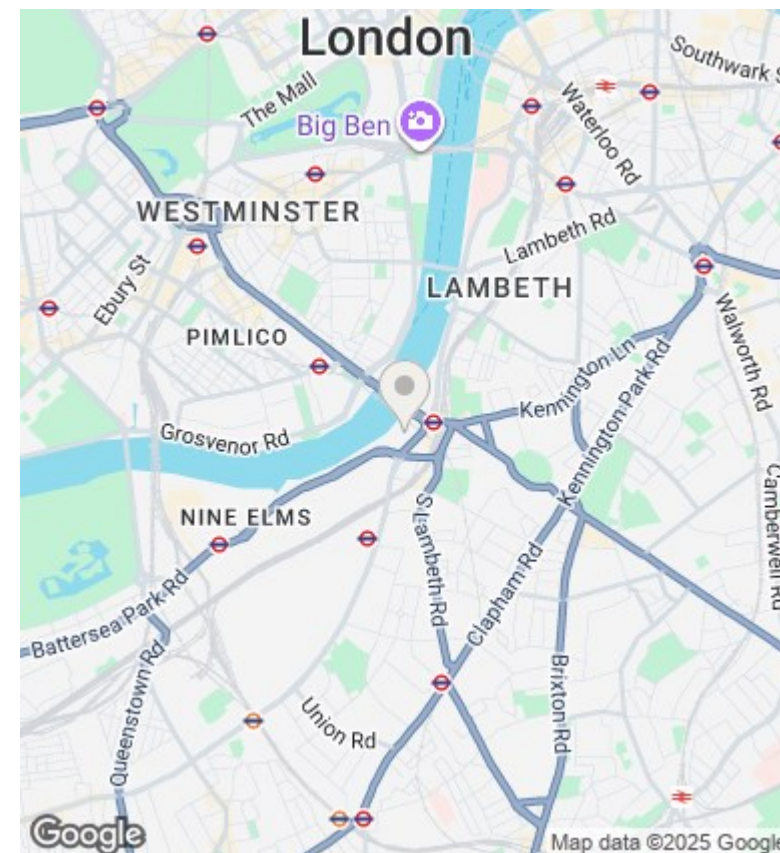 London
Southwark S
The Mall
Big Ben
Waterloo Rd
WESTMINSTER
Lambeth Rd
Ebury St
LAMBETH
PIMLICO
Walworth Rd
Kennington Ln
Kennington Park Rd
Grosvenor Rd
Camberwell Rd
NINE ELMS
S Lambeth Rd
Clapham Rd
Battersea Park Rd
Queenstown Rd
Brixton Rd
Union Rd
Google
Map data ©2025 Google